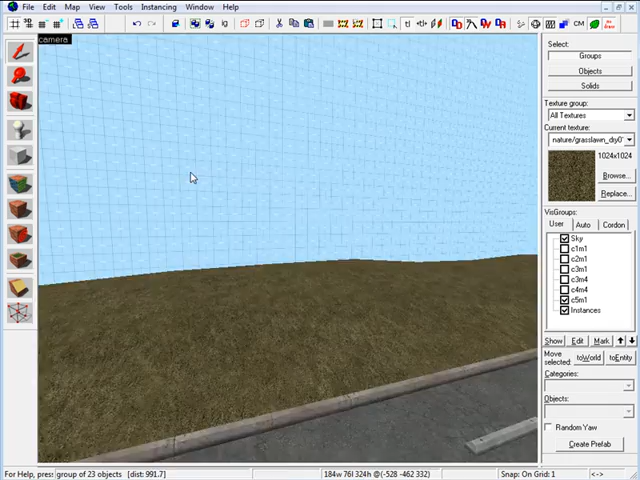 File Edit Map View Tools Instancing Window Help
camera
Select:
Groups
Objects
Solids
Texture group:
All Textures
Current texture:
nature/grasslawn_dry0
1024x1024
Browse...
Replace...
VisGroups:
User Auto Cordon
Sky
c1m1
c2m1
c3m1
c3m4
c4m4
c5m1
Instances
Show Edit Mark
Move
selected:
toWorld toEntity
Categories:
Objects:
Random Yaw
Create Prefab
For Help, press group of 23 objects [dist: 991.7] 184w 76l 324h @(-528 -462 332) Snap: On Grid: 1 <->